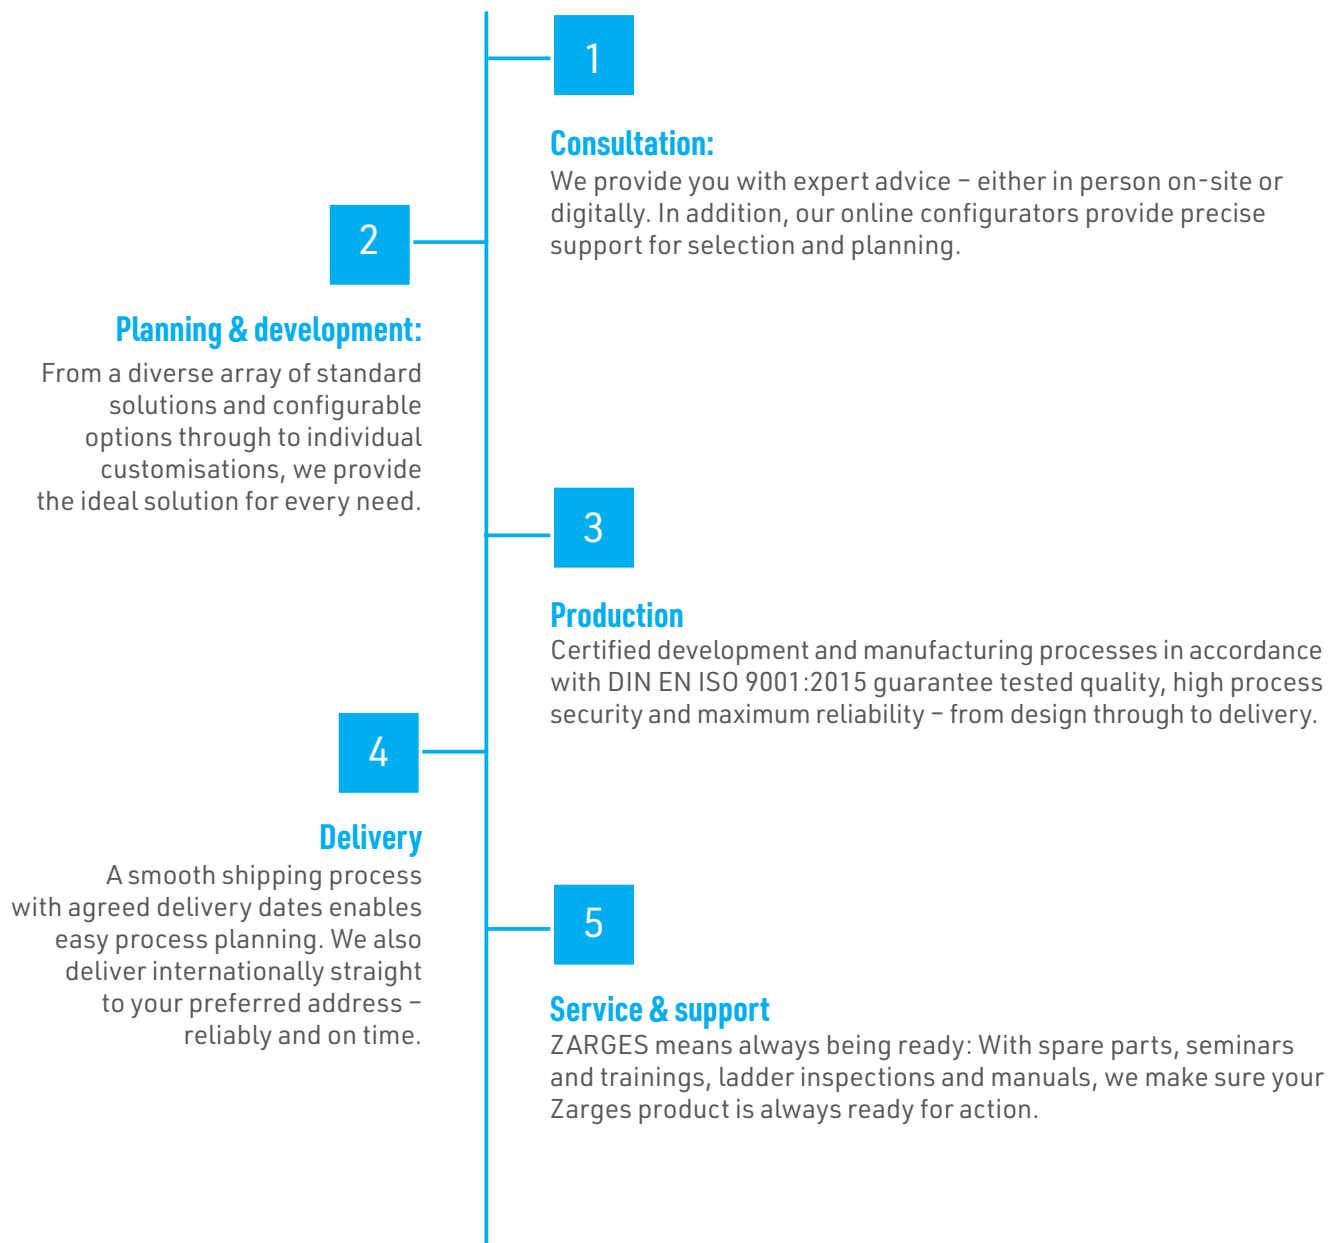 1
Consultation:
We provide you with expert advice – either in person on-site or
digitally. In addition, our online configurators provide precise
support for selection and planning.
2
Planning & development:
From a diverse array of standard
solutions and configurable
options through to individual
customisations, we provide
the ideal solution for every need.
3
Production
Certified development and manufacturing processes in accordance
with DIN EN ISO 9001:2015 guarantee tested quality, high process
security and maximum reliability – from design through to delivery.
4
Delivery
A smooth shipping process
with agreed delivery dates enables
easy process planning. We also
deliver internationally straight
to your preferred address –
reliably and on time.
5
Service & support
ZARGES means always being ready: With spare parts, seminars
and trainings, ladder inspections and manuals, we make sure your
Zarges product is always ready for action.